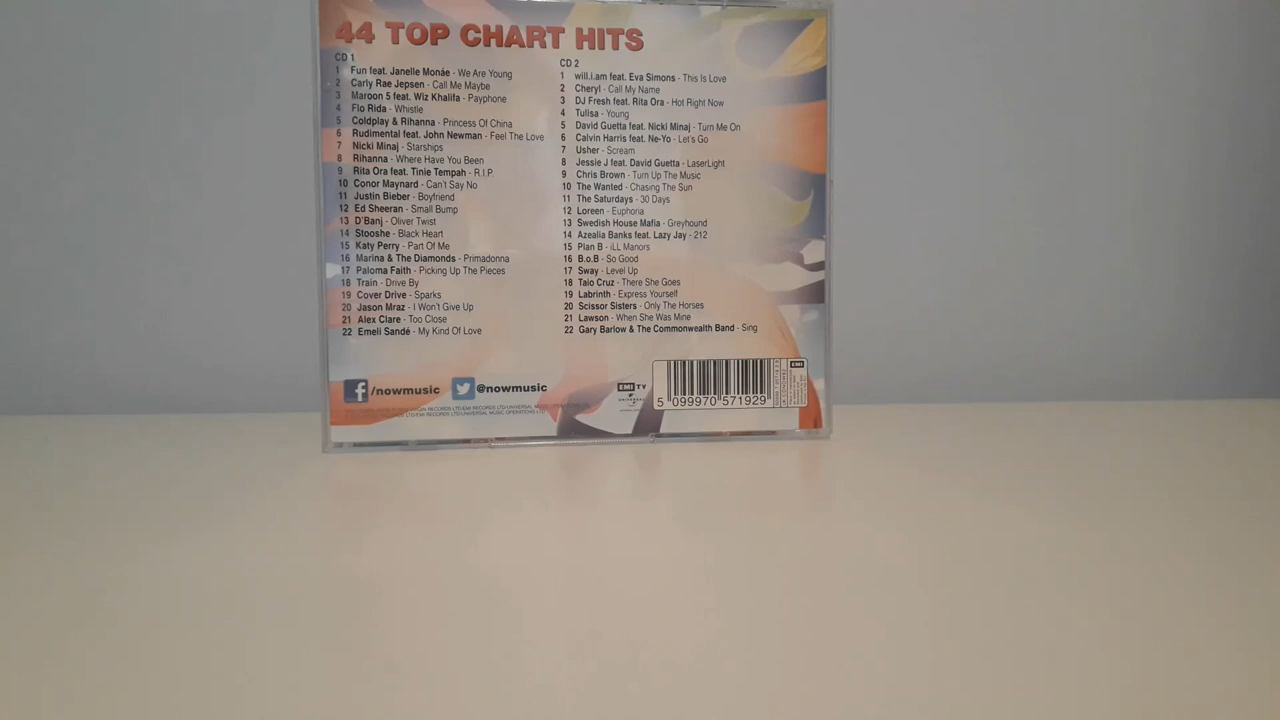 44 TOP CHART HITS
CD 1
1 Fun feat. Janelle Monáe - We Are Young
2 Carly Rae Jepsen - Call Me Maybe
3 Maroon 5 feat. Wiz Khalifa - Payphone
4 Flo Rida - Whistle
5 Coldplay & Rihanna - Princess Of China
6 Rudimental feat. John Newman - Feel The Love
7 Nicki Minaj - Starships
8 Rihanna - Where Have You Been
9 Rita Ora feat. Tinie Tempah - R.I.P.
10 Conor Maynard - Can't Say No
11 Justin Bieber - Boyfriend
12 Ed Sheeran - Small Bump
13 D'Banj - Oliver Twist
14 Stooshe - Black Heart
15 Katy Perry - Part Of Me
16 Marina & The Diamonds - Primadonna
17 Paloma Faith - Picking Up The Pieces
18 Train - Drive By
19 Cover Drive - Sparks
20 Jason Mraz - I Won't Give Up
21 Alex Clare - Too Close
22 Emeli Sandé - My Kind Of Love
CD 2
1 will.i.am feat. Eva Simons - This Is Love
2 Cheryl - Call My Name
3 DJ Fresh feat. Rita Ora - Hot Right Now
4 Tulisa - Young
5 David Guetta feat. Nicki Minaj - Turn Me On
6 Calvin Harris feat. Ne-Yo - Let's Go
7 Usher - Scream
8 Jessie J feat. David Guetta - LaserLight
9 Chris Brown - Turn Up The Music
10 The Wanted - Chasing The Sun
11 The Saturdays - 30 Days
12 Loreen - Euphoria
13 Swedish House Mafia - Greyhound
14 Azealia Banks feat. Lazy Jay - 212
15 Plan B - iLL Manors
16 B.o.B - So Good
17 Sway - Level Up
18 Taio Cruz - There She Goes
19 Labrinth - Express Yourself
20 Scissor Sisters - Only The Horses
21 Lawson - When She Was Mine
22 Gary Barlow & The Commonwealth Band - Sing
/nowmusic @nowmusic
EMI TV
UNIVERSAL
5 099970 571929
EMI